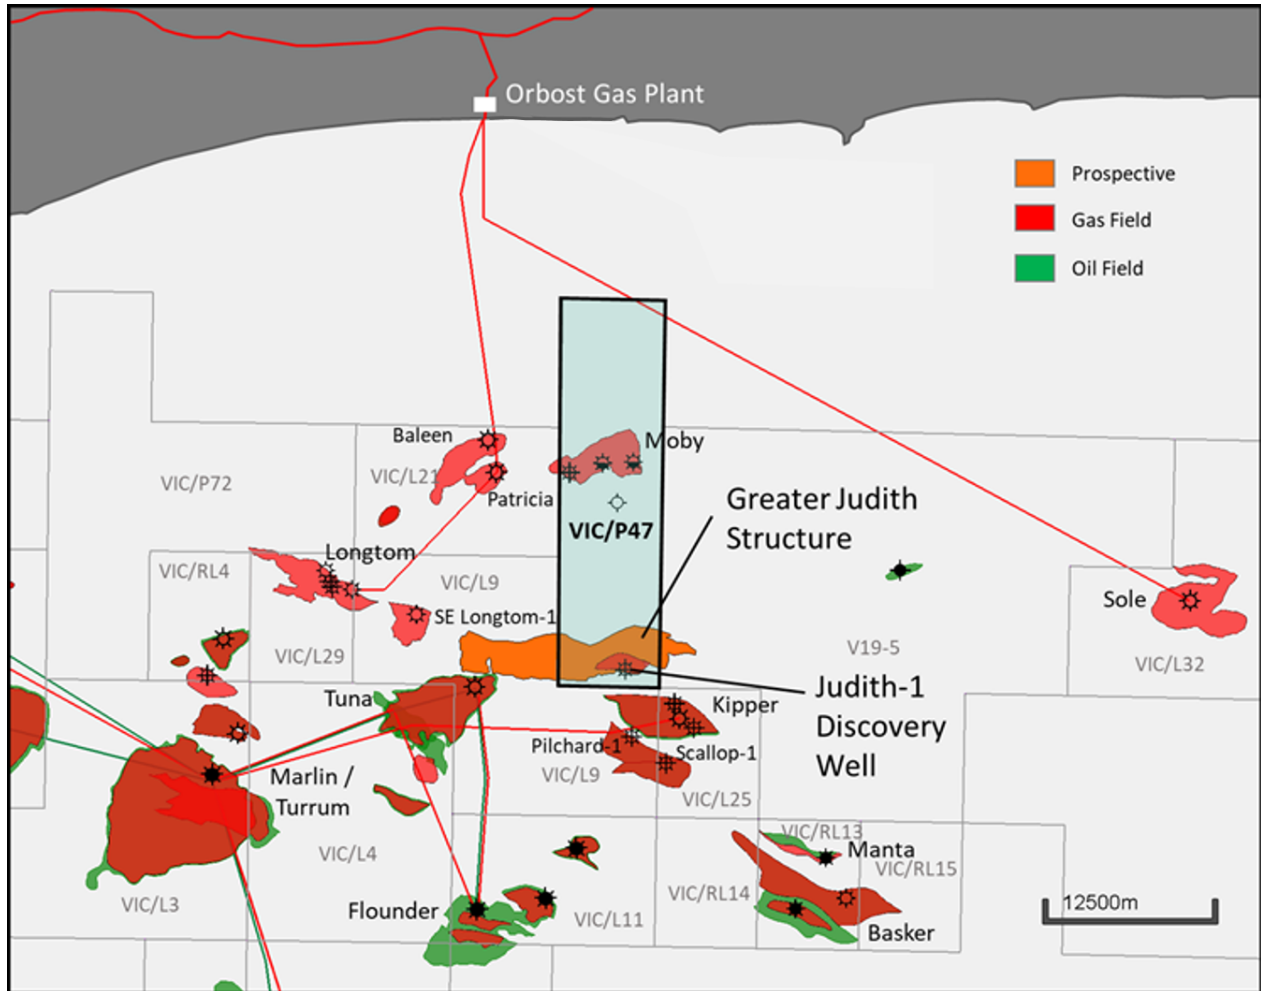 Orbost Gas Plant
Prospective
Gas Field
Oil Field
Baleen
Moby
VIC/P72
VIC/L21
Patricia
Greater Judith
Structure
VIC/P47
Longtom
VIC/RL4
VIC/L9
SE Longtom-1
Sole
VIC/L29
V19-5
VIC/L32
Tuna
Judith-1
Discovery
Well
Kipper
Pilchard-1
Scallop-1
VIC/L9
Marlin /
Turrum
VIC/L25
VIC/RL13
Manta
VIC/L4
VIC/RL15
VIC/RL14
VIC/L3
12500m
Flounder
VIC/L11
Basker